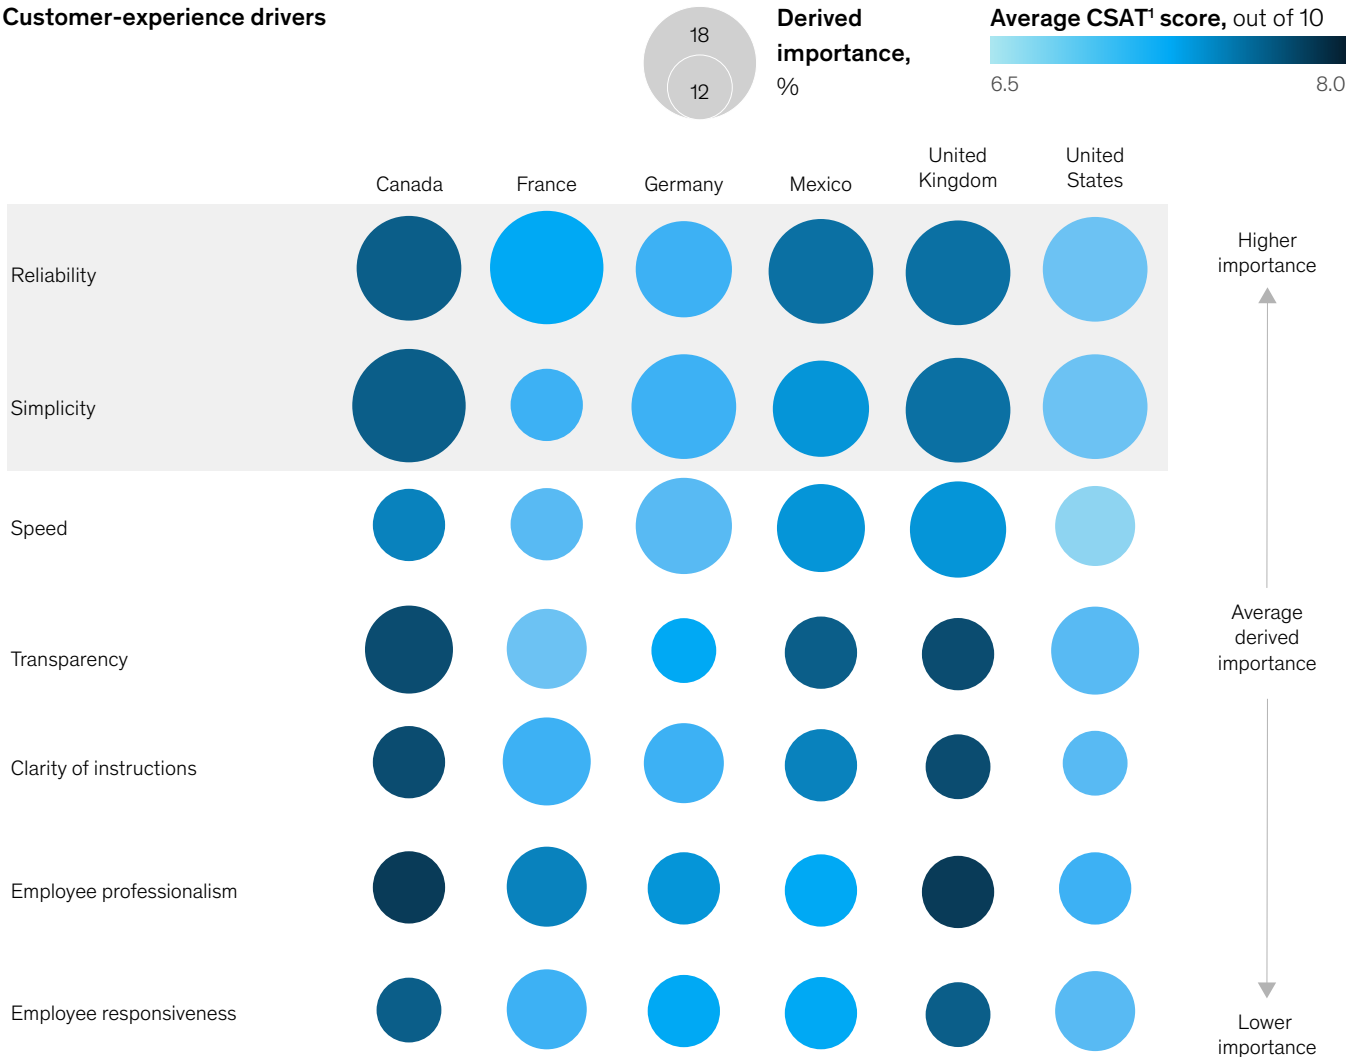 Customer-experience drivers
18
12
Derived
importance,
%
Average CSAT¹ score, out of 10
6.5 8.0
Canada France Germany Mexico United Kingdom United States
Reliability
Simplicity
Speed
Transparency
Clarity of instructions
Employee professionalism
Employee responsiveness
Higher
importance
Average
derived
importance
Lower
importance